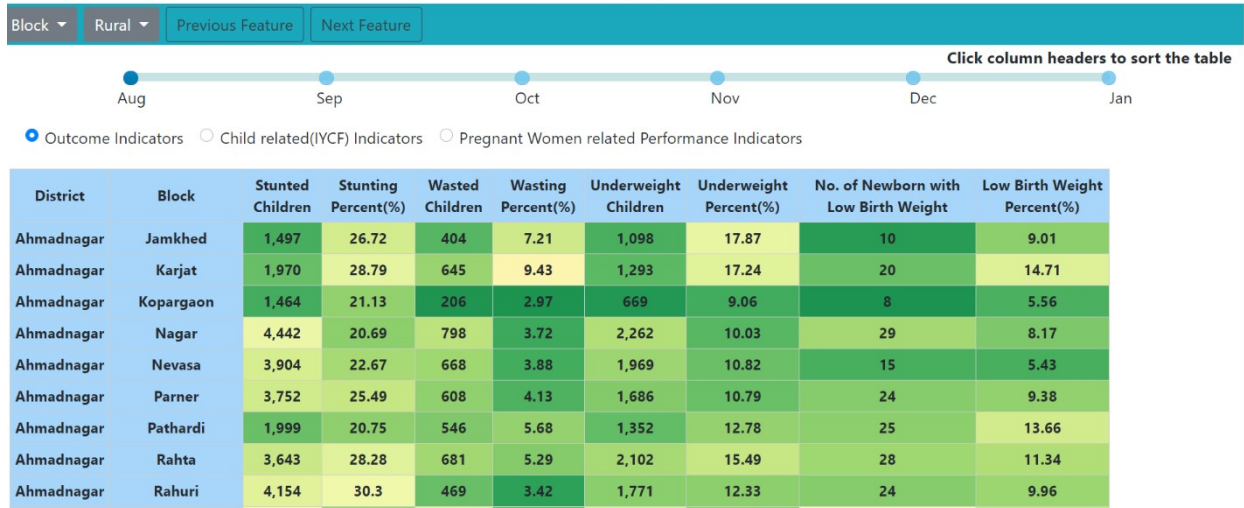 Block Rural Previous Feature Next Feature
Click column headers to sort the table
Aug Sep Oct Nov Dec Jan
Outcome Indicators Child related(IYCF) Indicators Pregnant Women related Performance Indicators
District Block Stunted Children Stunting Percent(%) Wasted Children Wasting Percent(%) Underweight Children Underweight Percent(%) No. of Newborn with Low Birth Weight Low Birth Weight Percent(%)
Ahmadnagar Jamkhed 1,497 26.72 404 7.21 1,098 17.87 10 9.01
Ahmadnagar Karjat 1,970 28.79 645 9.43 1,293 17.24 20 14.71
Ahmadnagar Kopargaon 1,464 21.13 206 2.97 669 9.06 8 5.56
Ahmadnagar Nagar 4,442 20.69 798 3.72 2,262 10.03 29 8.17
Ahmadnagar Nevasa 3,904 22.67 668 3.88 1,969 10.82 15 5.43
Ahmadnagar Parner 3,752 25.49 608 4.13 1,686 10.79 24 9.38
Ahmadnagar Pathardi 1,999 20.75 546 5.68 1,352 12.78 25 13.66
Ahmadnagar Rahta 3,643 28.28 681 5.29 2,102 15.49 28 11.34
Ahmadnagar Rahuri 4,154 30.3 469 3.42 1,771 12.33 24 9.96